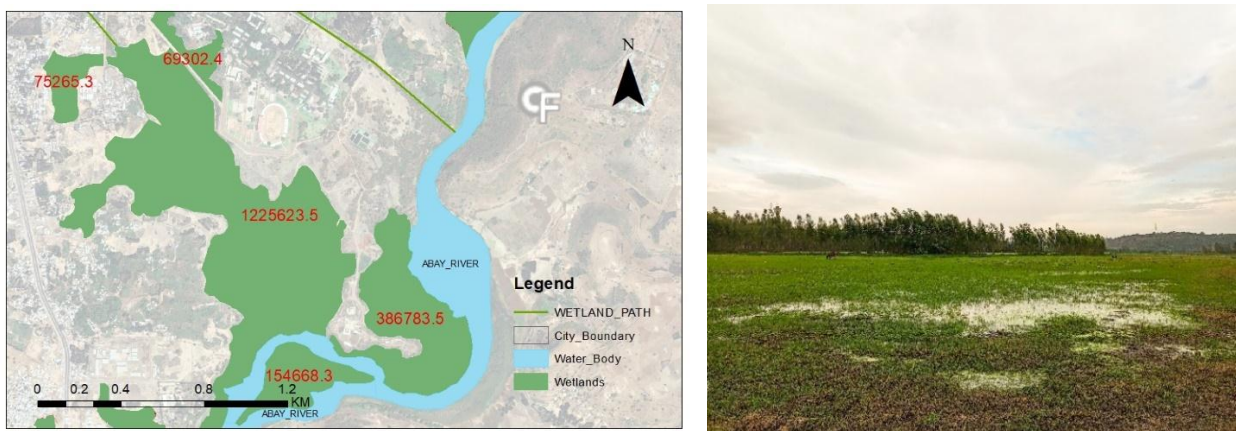 69302.4
75265.3
CF
N
1225623.5
ABAY_RIVER
Legend
WETLAND_PATH
386783.5
City_Boundary
Water_Body
154668.3
Wetlands
0 0.2 0.4 0.8 1.2
KM
ABAY_RIVER